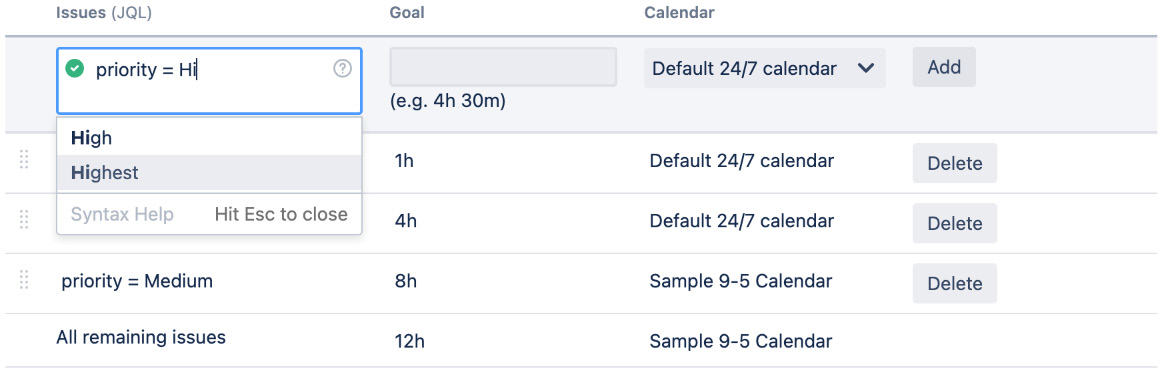 Issues (JQL) Goal Calendar
priority = Hi Default 24/7 calendar Add
(e.g. 4h 30m)
High
Highest
Syntax Help Hit Esc to close
1h Default 24/7 calendar Delete
4h Default 24/7 calendar Delete
priority = Medium 8h Sample 9-5 Calendar Delete
All remaining issues 12h Sample 9-5 Calendar